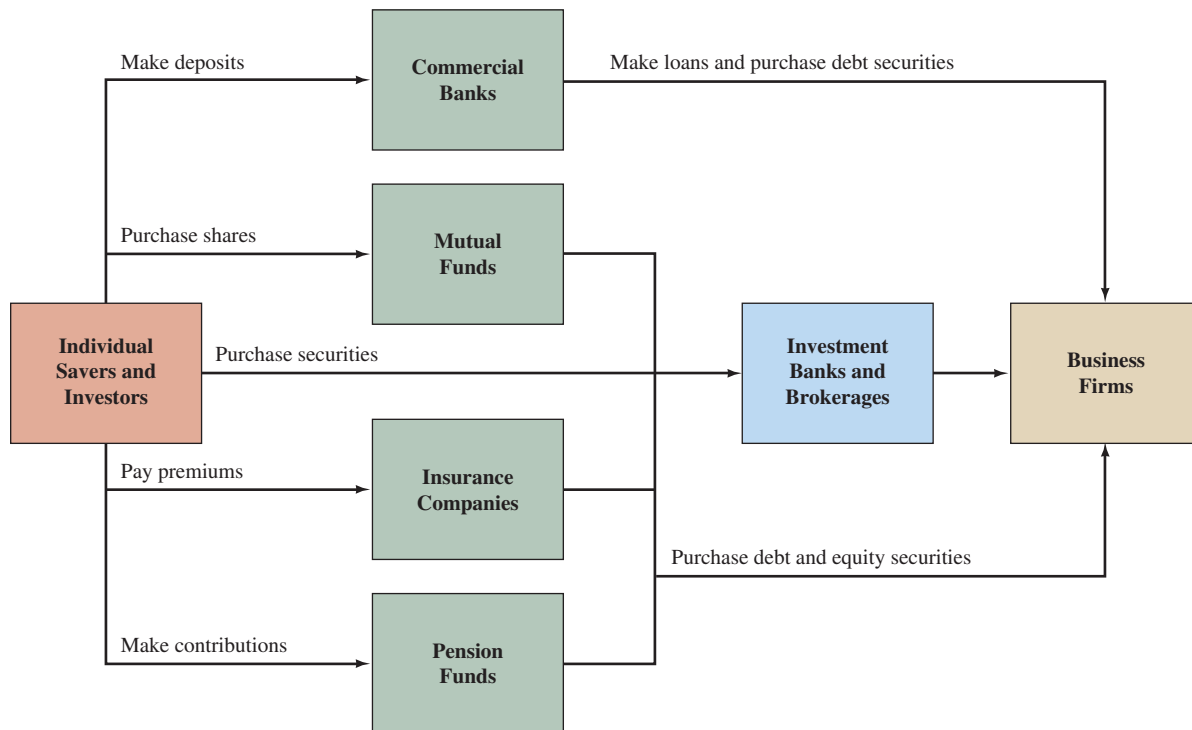 Make deposits
Commercial
Banks
Make loans and purchase debt securities
Purchase shares
Mutual
Funds
Individual
Savers and
Investors
Purchase securities
Investment
Banks and
Brokerages
Business
Firms
Pay premiums
Insurance
Companies
Purchase debt and equity securities
Make contributions
Pension
Funds